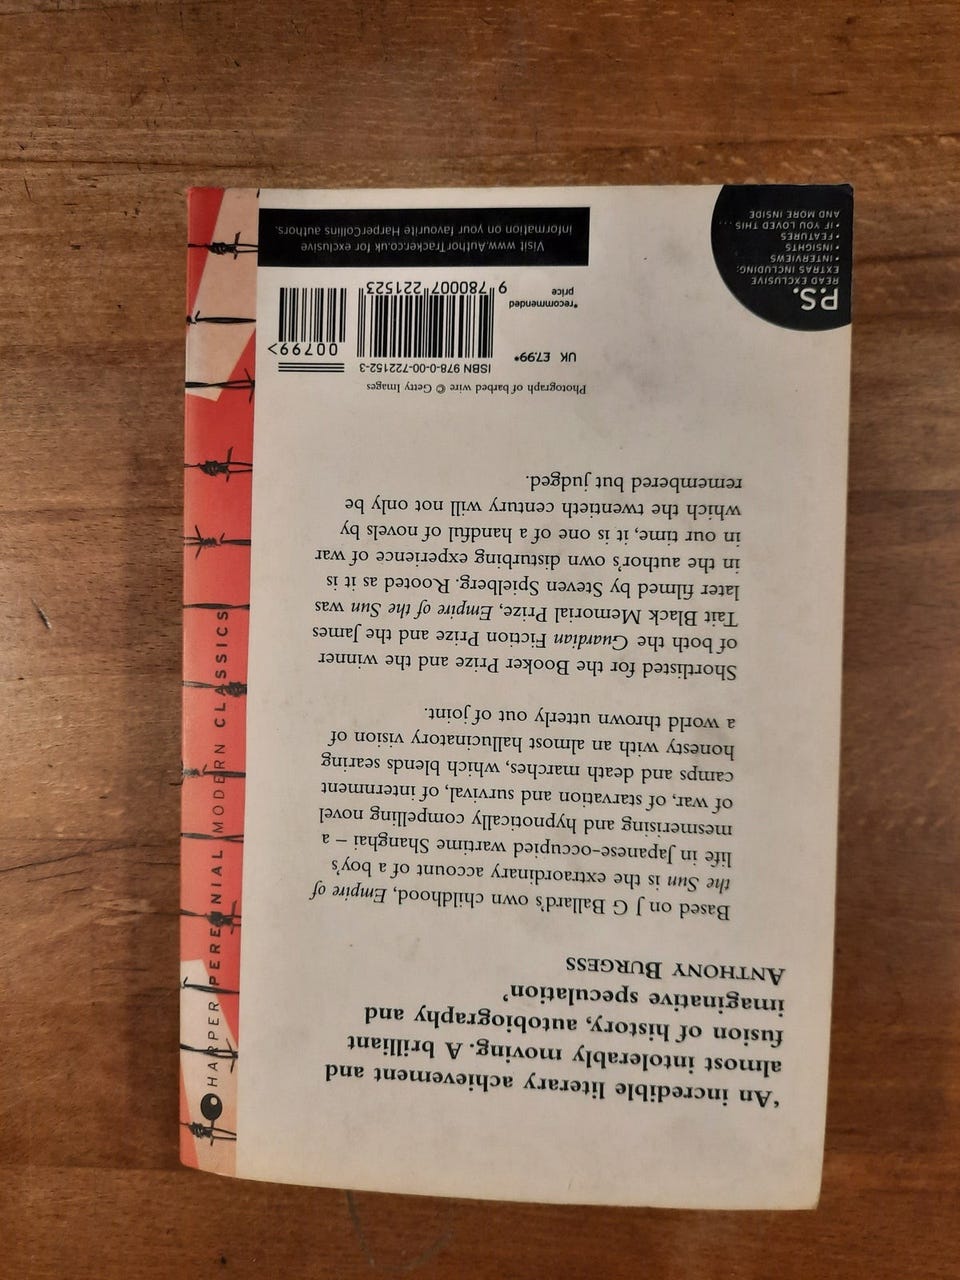 'An incredible literary achievement and
almost intolerably moving. A brilliant
fusion of history, autobiography and
imaginative speculation'
ANTHONY BURGESS
Based on J G Ballard's own childhood, Empire of
the Sun is the extraordinary account of a boy's
life in Japanese-occupied wartime Shanghai – a
mesmerising and hypnotically compelling novel
of war, of starvation and survival, of internment
camps and death marches, which blends searing
honesty with an almost hallucinatory vision of
a world thrown utterly out of joint.
Shortlisted for the Booker Prize and the winner
of both the Guardian Fiction Prize and the James
Tait Black Memorial Prize, Empire of the Sun was
later filmed by Steven Spielberg. Rooted as it is
in the author's own disturbing experience of war
in our time, it is one of a handful of novels by
which the twentieth century will not only be
remembered but judged.
Photograph of barbed wire © Getty Images
UK £7.99*
*recommended
price
ISBN 978-0-00-722152-3
9 780007 221523
00799>
Visit www.AuthorTracker.co.uk for exclusive
information on your favourite HarperCollins authors.
P.S.
READ EXCLUSIVE
EXTRAS INCLUDING:
• INTERVIEWS
• INSIGHTS
• FEATURES
• IF YOU LOVED THIS...
AND MORE INSIDE
HARPER PERENNIAL MODERN CLASSICS